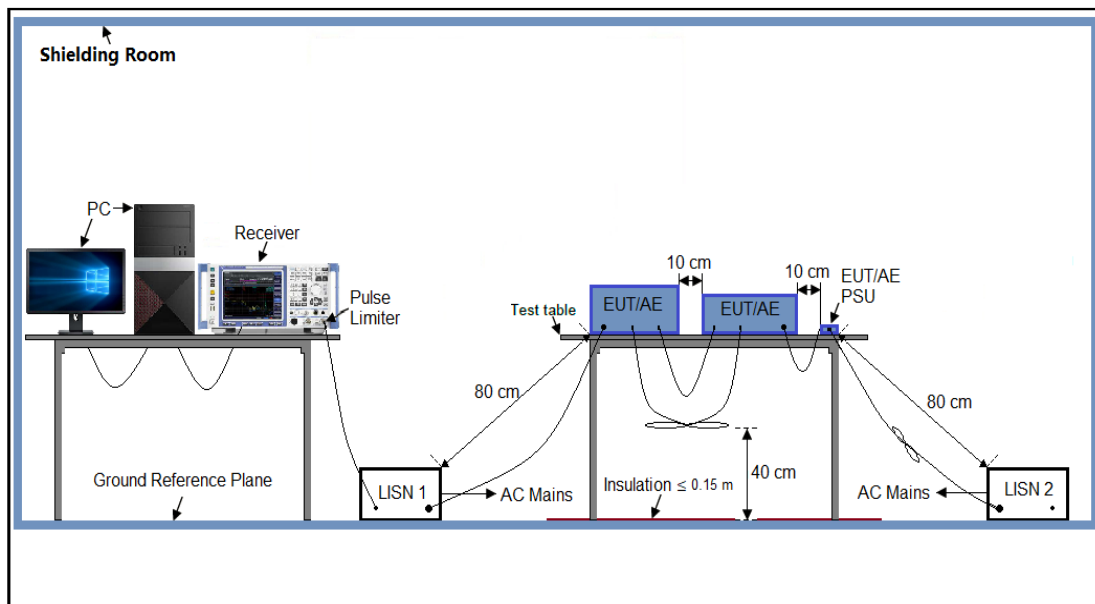 Shielding Room
PC
Receiver
Pulse
Limiter
10 cm
10 cm
EUT/AE
PSU
Test table
EUT/AE
EUT/AE
80 cm
80 cm
40 cm
Ground Reference Plane
LISN 1
AC Mains
Insulation ≤ 0.15 m
AC Mains
LISN 2